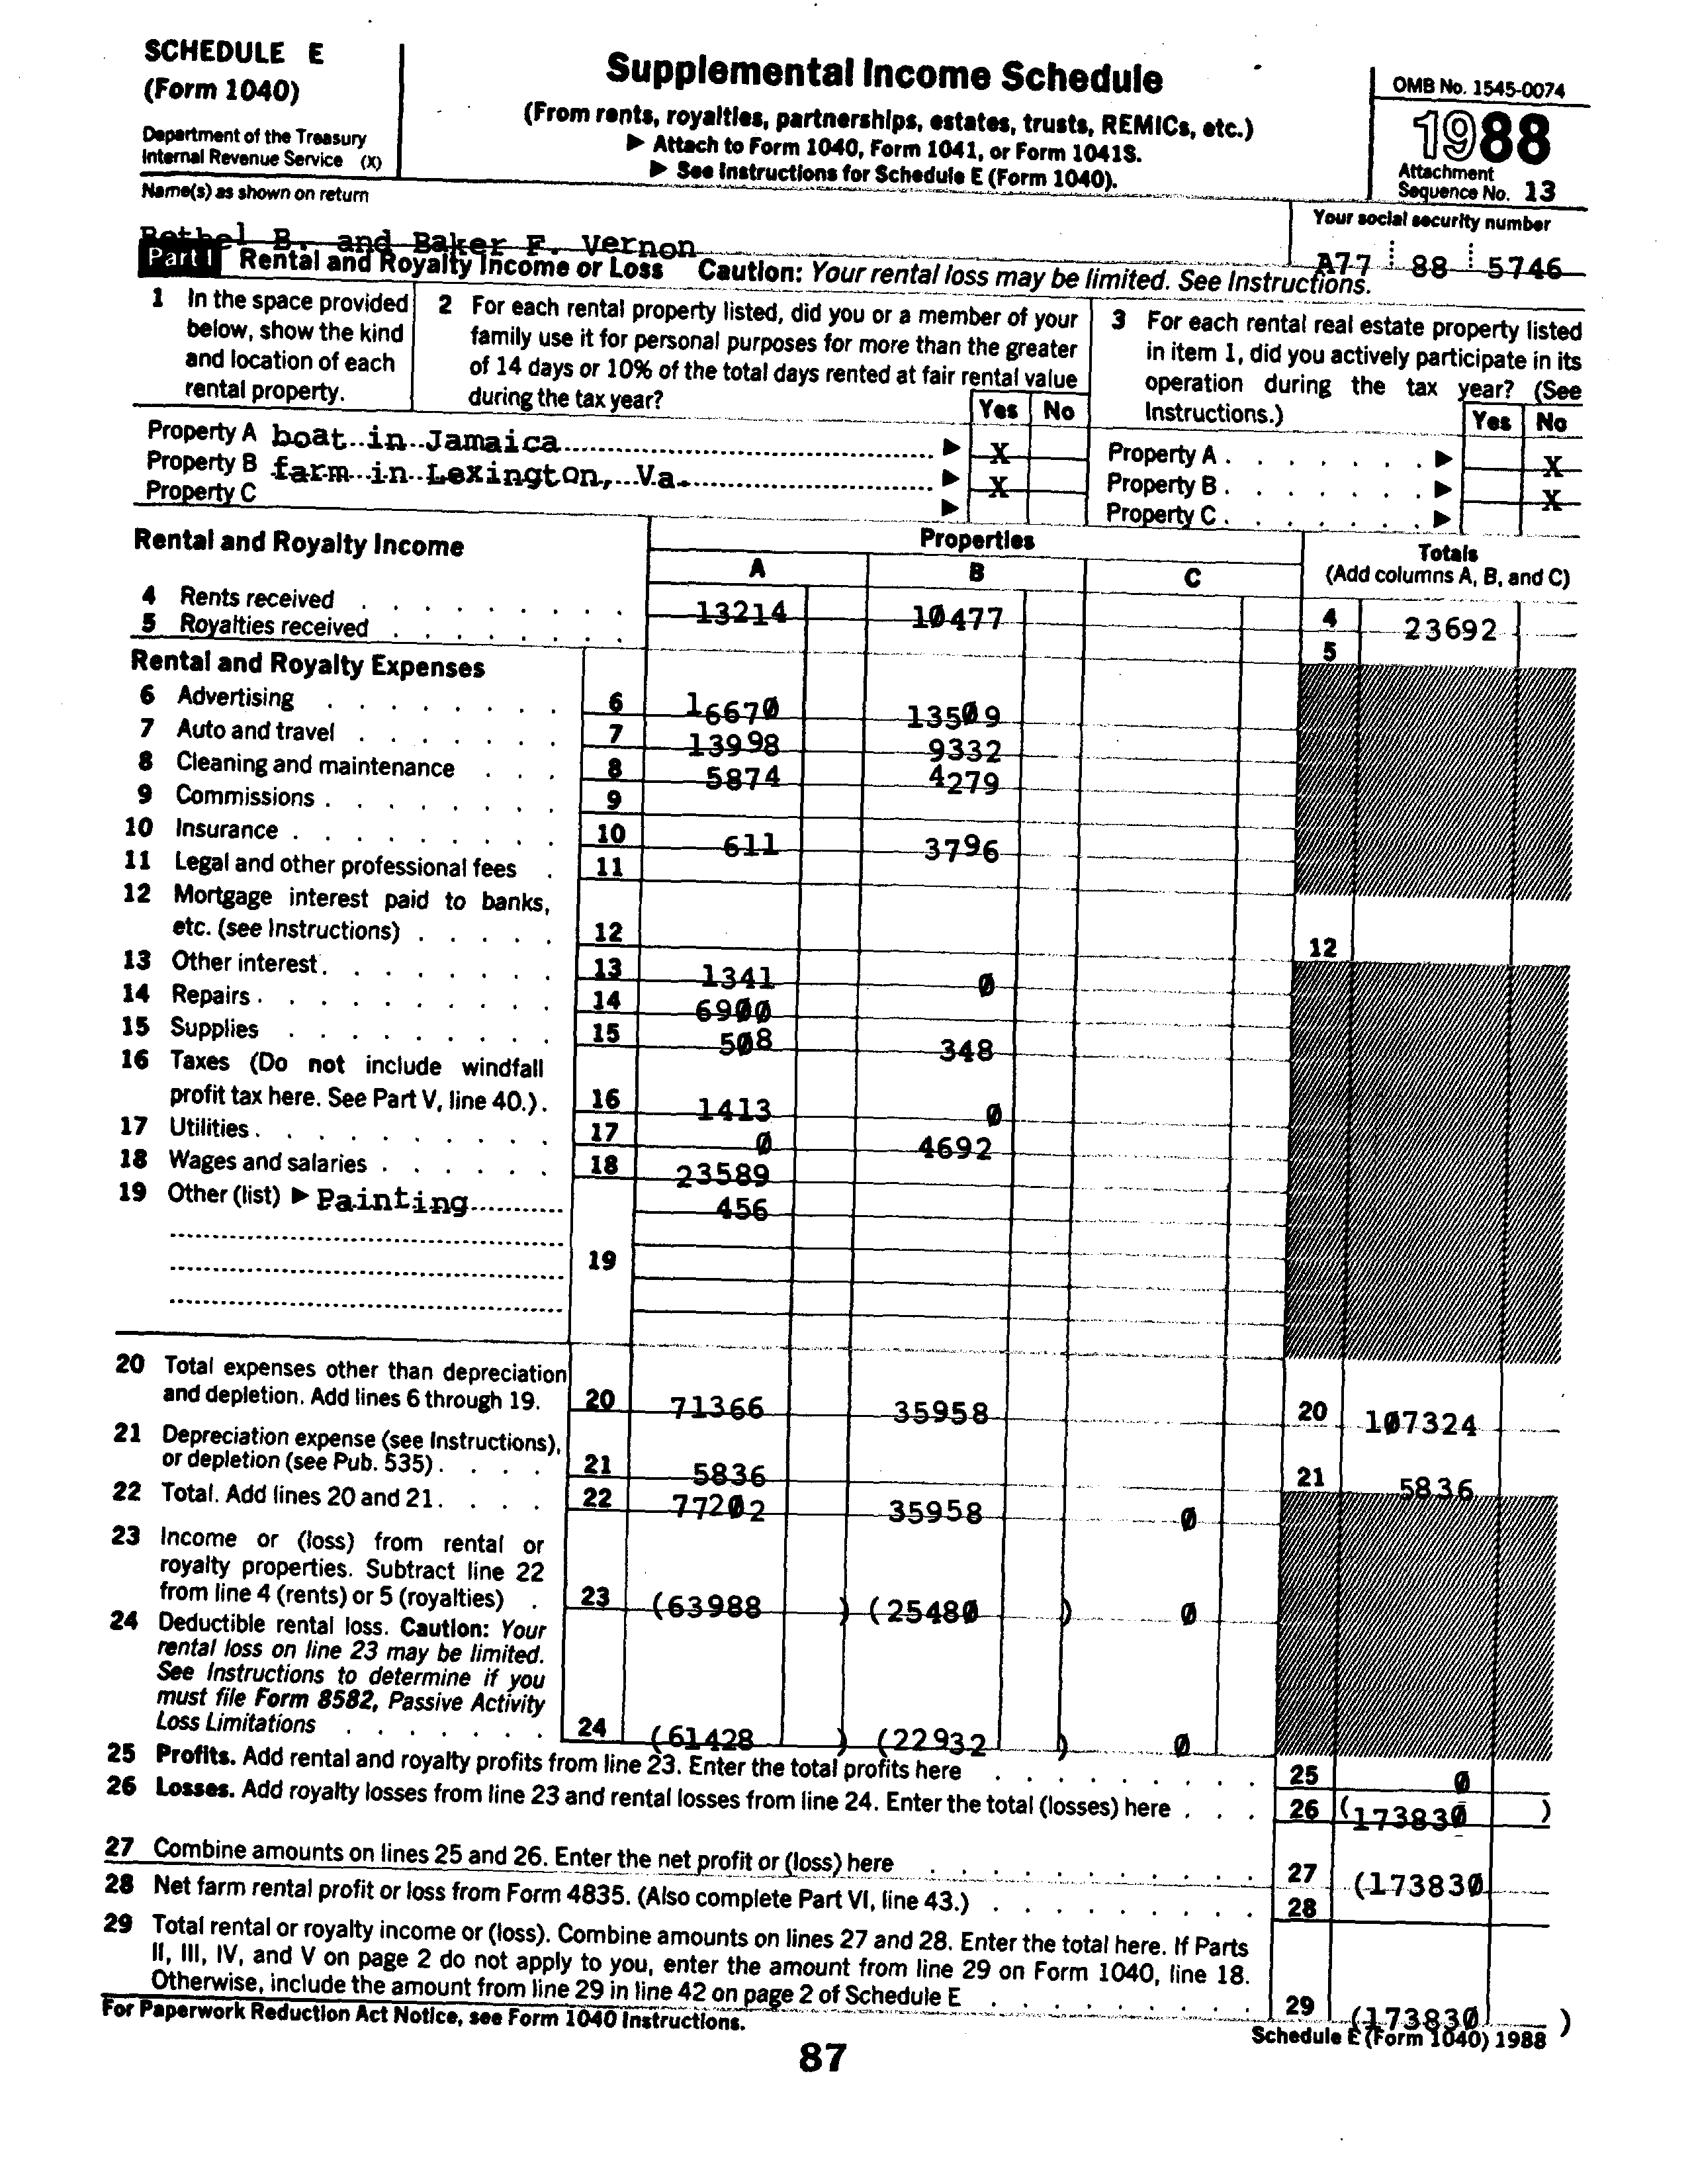 SCHEDULE E
(Form 1040)
Department of the Treasury
Internal Revenue Service (X)
Supplemental Income Schedule
(From rents, royalties, partnerships, estates, trusts, REMICs, etc.)
▶ Attach to Form 1040, Form 1041, or Form 1041S.
▶ See Instructions for Schedule E (Form 1040).
OMB No. 1545-0074
1988
Attachment
Sequence No. 13
Name(s) as shown on return
Your social security number
Bethel B. and Baker F. Vernon
A77 88 5746
Part I Rental and Royalty Income or Loss Caution: Your rental loss may be limited. See Instructions.
1 In the space provided below, show the kind and location of each rental property.
2 For each rental property listed, did you or a member of your family use it for personal purposes for more than the greater of 14 days or 10% of the total days rented at fair rental value during the tax year?
Yes No
3 For each rental real estate property listed in item 1, did you actively participate in its operation during the tax year? (See Instructions.)
Yes No
Property A boat in Jamaica ▶ X Property A ▶ X
Property B farm in Lexington, Va. ▶ X Property B ▶ X
Property C ▶ Property C ▶
Rental and Royalty Income
Properties
A B C
Totals
(Add columns A, B, and C)
4 Rents received 13214 10477 4 23692
5 Royalties received 5
Rental and Royalty Expenses
6 Advertising 6 16670 13509
7 Auto and travel 7 13998 9332
8 Cleaning and maintenance 8 5874 4279
9 Commissions 9
10 Insurance 10 611 3796
11 Legal and other professional fees 11
12 Mortgage interest paid to banks,
etc. (see Instructions) 12 12
13 Other interest 13 1341 0
14 Repairs 14 6900
15 Supplies 15 508 348
16 Taxes (Do not include windfall
profit tax here. See Part V, line 40.) 16 1413 0
17 Utilities 17 0 4692
18 Wages and salaries 18 23589
19 Other (list) ▶ Painting 456
19
20 Total expenses other than depreciation
and depletion. Add lines 6 through 19. 20 71366 35958 20 107324
21 Depreciation expense (see Instructions),
or depletion (see Pub. 535) 21 5836 21 5836
22 Total. Add lines 20 and 21 22 77202 35958 0
23 Income or (loss) from rental or
royalty properties. Subtract line 22
from line 4 (rents) or 5 (royalties) 23 (63988 ) (25480 ) 0
24 Deductible rental loss. Caution: Your
rental loss on line 23 may be limited.
See Instructions to determine if you
must file Form 8582, Passive Activity
Loss Limitations 24 (61428 ) (22932 ) 0
25 Profits. Add rental and royalty profits from line 23. Enter the total profits here 25 0
26 Losses. Add royalty losses from line 23 and rental losses from line 24. Enter the total (losses) here 26 (173830 )
27 Combine amounts on lines 25 and 26. Enter the net profit or (loss) here 27 (173830
28 Net farm rental profit or loss from Form 4835. (Also complete Part VI, line 43.) 28
29 Total rental or royalty income or (loss). Combine amounts on lines 27 and 28. Enter the total here. If Parts
II, III, IV, and V on page 2 do not apply to you, enter the amount from line 29 on Form 1040, line 18.
Otherwise, include the amount from line 29 in line 42 on page 2 of Schedule E 29 (173830 )
For Paperwork Reduction Act Notice, see Form 1040 Instructions.
Schedule E (Form 1040) 1988
87